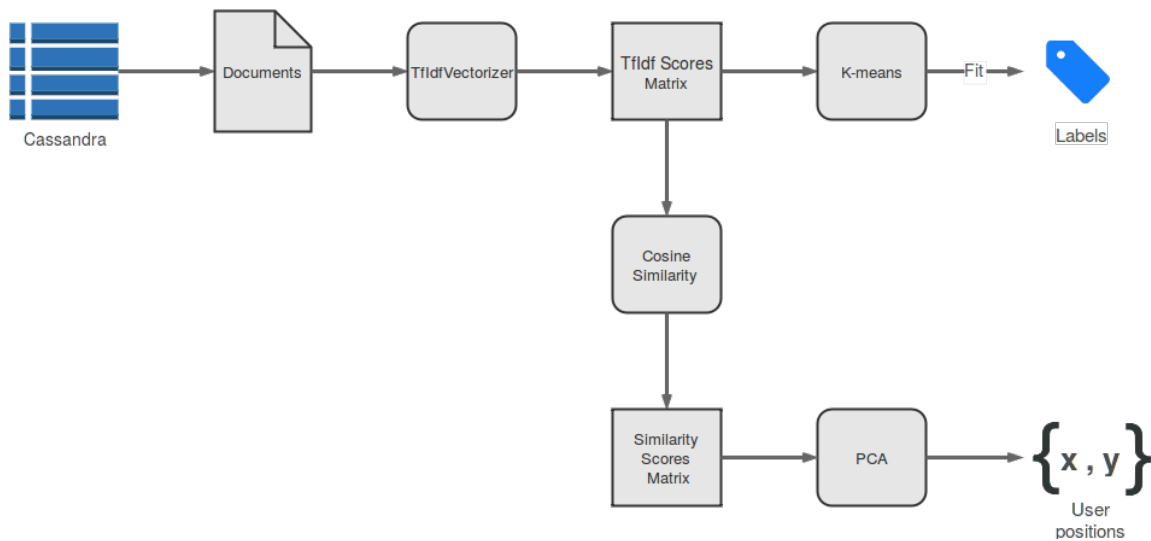 Cassandra
Documents
TfIdfVectorizer
TfIdf Scores
Matrix
K-means
Fit
Labels
Cosine
Similarity
Similarity
Scores
Matrix
PCA
{x , y}
User
positions